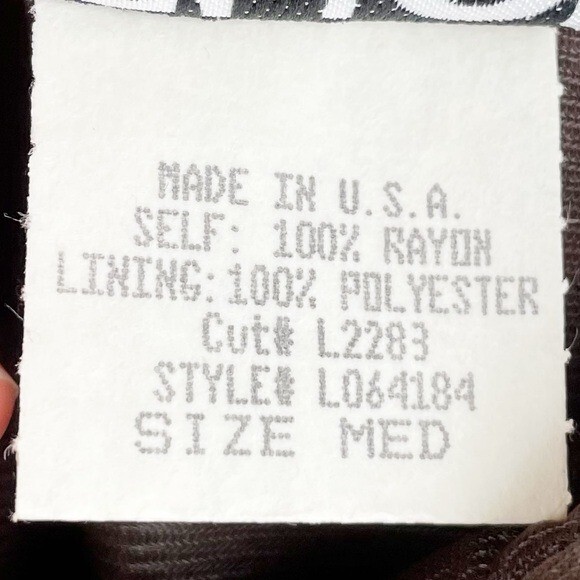 MADE IN U.S.A.
SELF: 100% RAYON
LINING: 100% POLYESTER
Cut# L2283
STYLE# L064184
SIZE MED